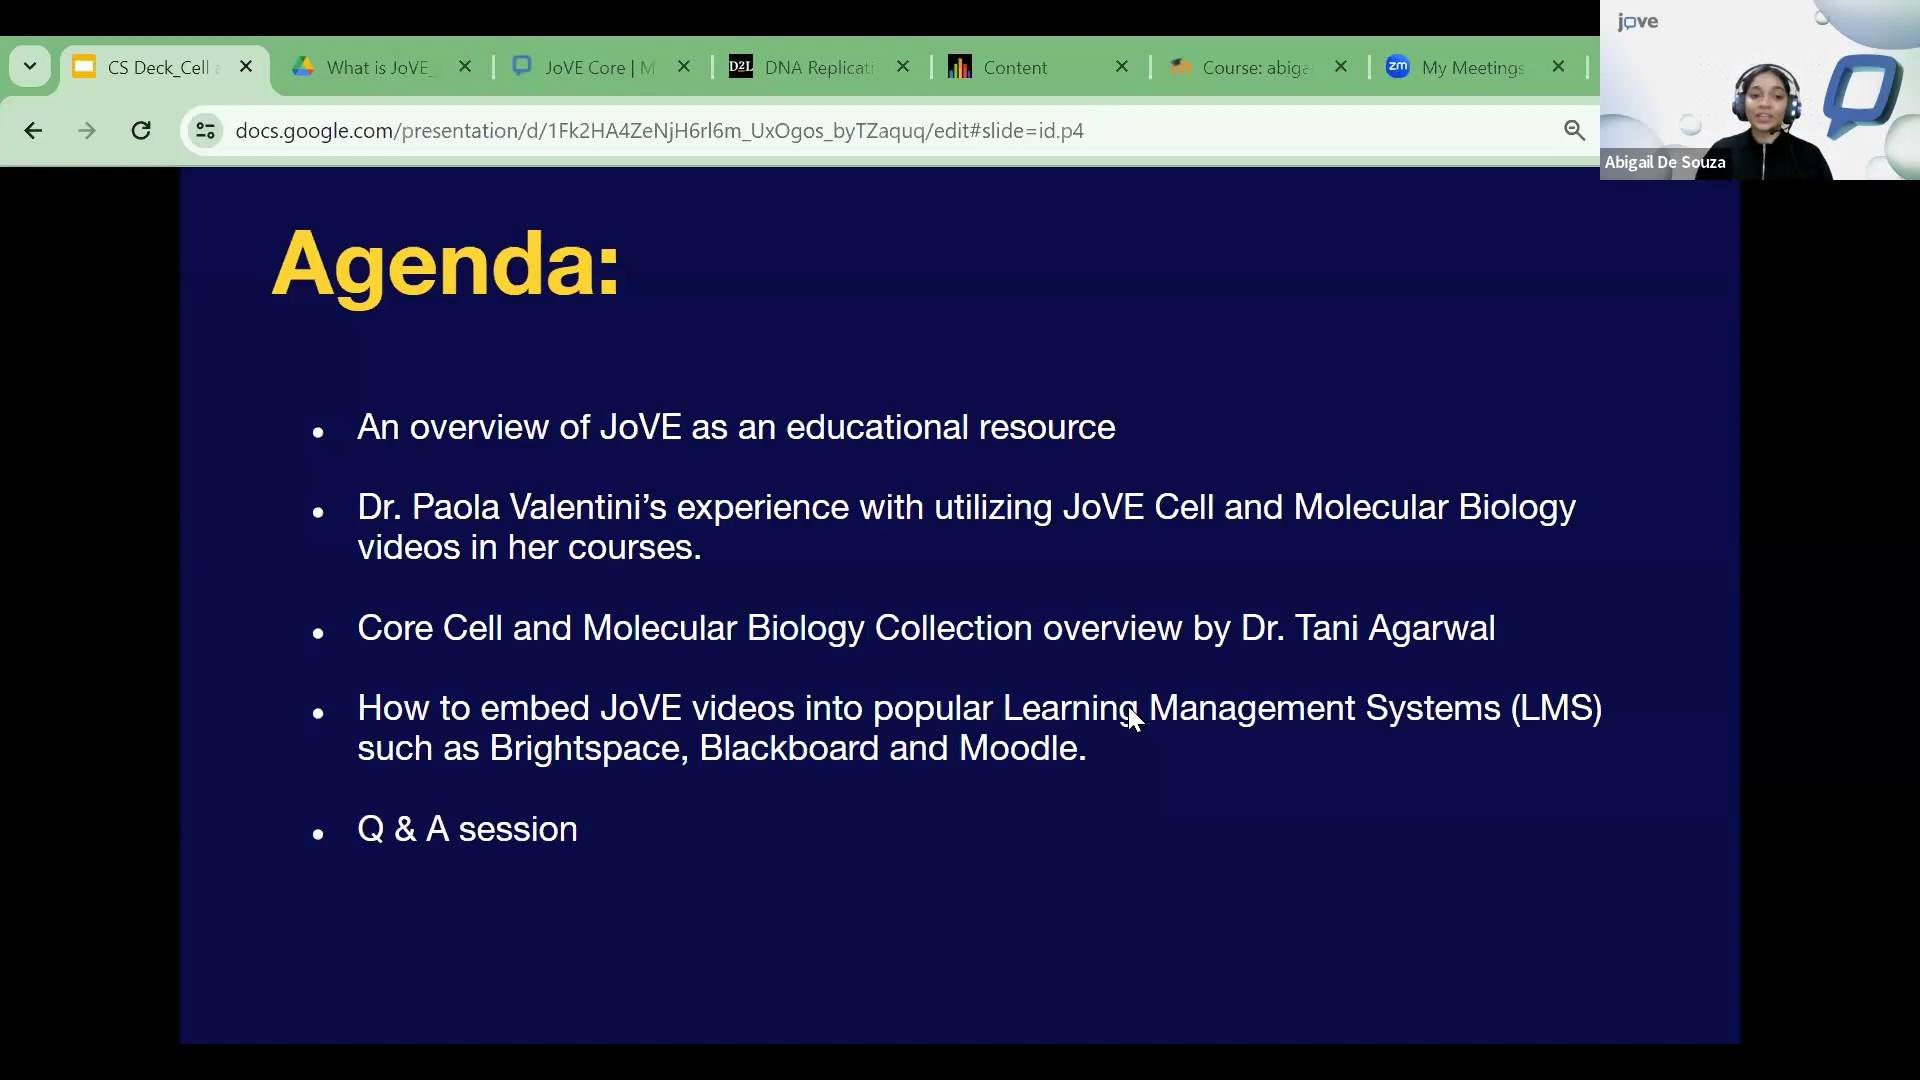 jove
CS Deck_Cell a
What is JoVE_
JoVE Core | M
D2L
DNA Replicati
Content
Course: abiga
zm
My Meetings
docs.google.com/presentation/d/1Fk2HA4ZeNjH6rl6m_UxOgos_byTZaquq/edit#slide=id.p4
Abigail De Souza
Agenda:
• An overview of JoVE as an educational resource
• Dr. Paola Valentini’s experience with utilizing JoVE Cell and Molecular Biology
videos in her courses.
• Core Cell and Molecular Biology Collection overview by Dr. Tani Agarwal
• How to embed JoVE videos into popular Learning Management Systems (LMS)
such as Brightspace, Blackboard and Moodle.
• Q & A session